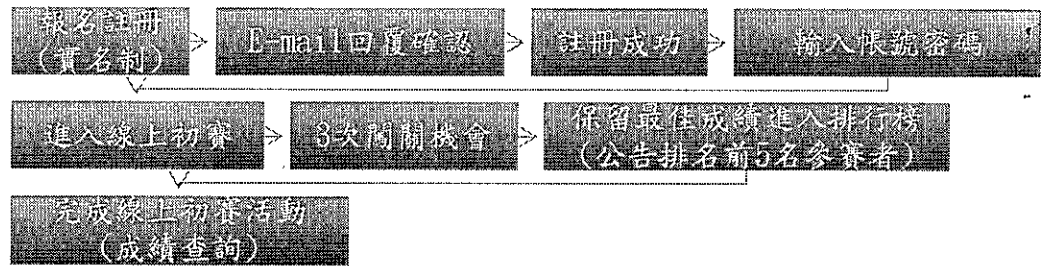 報名註冊
(實名制)
E-mail回覆確認
註冊成功
輸入帳號密碼
進入線上初賽
3次闖關機會
保留最佳成績進入排行榜
(公告排名前5名參賽者)
完成線上初賽活動
(成績查詢)